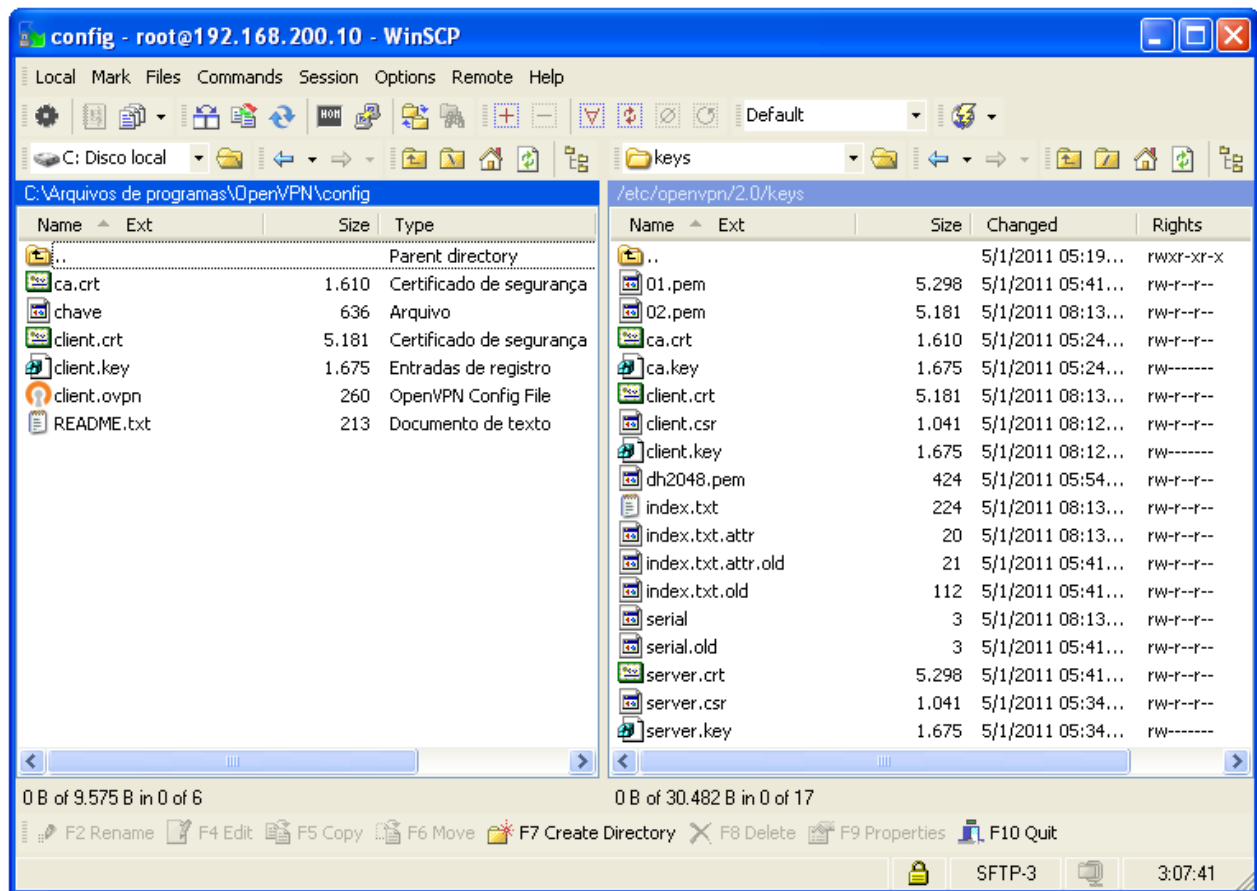 config - root@192.168.200.10 - WinSCP
Local Mark Files Commands Session Options Remote Help
Default
C: Disco local
keys
C:\Arquivos de programas\OpenVPN\config
/etc/openvpn/2.0/keys
Name Ext Size Type
.. Parent directory
ca.crt 1.610 Certificado de segurança
chave 636 Arquivo
client.crt 5.181 Certificado de segurança
client.key 1.675 Entradas de registro
client.ovpn 260 OpenVPN Config File
README.txt 213 Documento de texto
Name Ext Size Changed Rights
.. 5/1/2011 05:19... rwxr-xr-x
01.pem 5.298 5/1/2011 05:41... rw-r--r--
02.pem 5.181 5/1/2011 08:13... rw-r--r--
ca.crt 1.610 5/1/2011 05:24... rw-r--r--
ca.key 1.675 5/1/2011 05:24... rw-------
client.crt 5.181 5/1/2011 08:13... rw-r--r--
client.csr 1.041 5/1/2011 08:12... rw-r--r--
client.key 1.675 5/1/2011 08:12... rw-------
dh2048.pem 424 5/1/2011 05:54... rw-r--r--
index.txt 224 5/1/2011 08:13... rw-r--r--
index.txt.attr 20 5/1/2011 08:13... rw-r--r--
index.txt.attr.old 21 5/1/2011 05:41... rw-r--r--
index.txt.old 112 5/1/2011 05:41... rw-r--r--
serial 3 5/1/2011 08:13... rw-r--r--
serial.old 3 5/1/2011 05:41... rw-r--r--
server.crt 5.298 5/1/2011 05:41... rw-r--r--
server.csr 1.041 5/1/2011 05:34... rw-r--r--
server.key 1.675 5/1/2011 05:34... rw-------
0 B of 9.575 B in 0 of 6
0 B of 30.482 B in 0 of 17
F2 Rename F4 Edit F5 Copy F6 Move F7 Create Directory F8 Delete F9 Properties F10 Quit
SFTP-3 3:07:41